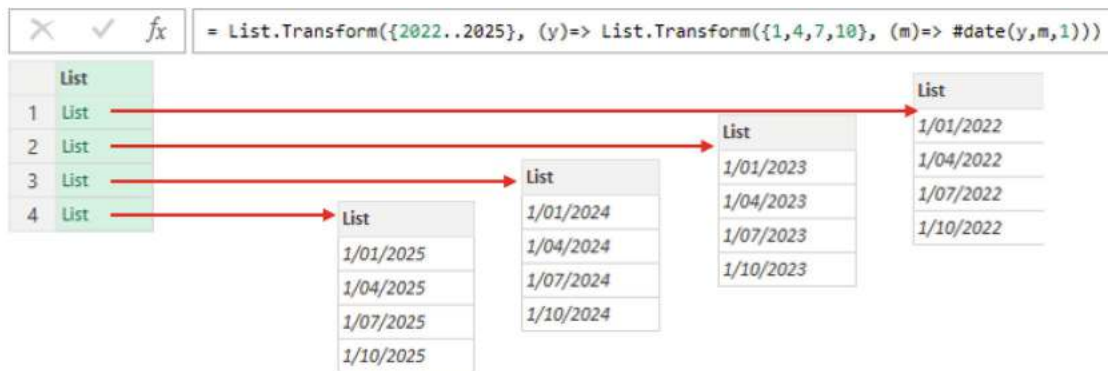 fx = List.Transform({2022..2025}, (y)=> List.Transform({1,4,7,10}, (m)=> #date(y,m,1)))
List
1 List
2 List
3 List
4 List
List
1/01/2025
1/04/2025
1/07/2025
1/10/2025
List
1/01/2024
1/04/2024
1/07/2024
1/10/2024
List
1/01/2023
1/04/2023
1/07/2023
1/10/2023
List
1/01/2022
1/04/2022
1/07/2022
1/10/2022